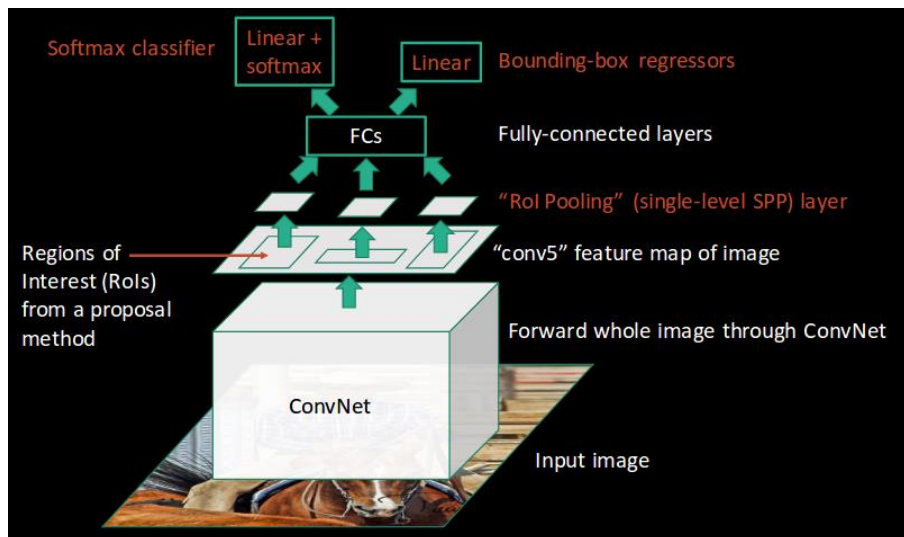 Softmax classifier
Linear +
softmax
Linear
Bounding-box regressors
FCs
Fully-connected layers
"RoI Pooling" (single-level SPP) layer
Regions of
Interest (RoIs)
from a proposal
method
"conv5" feature map of image
Forward whole image through ConvNet
ConvNet
Input image